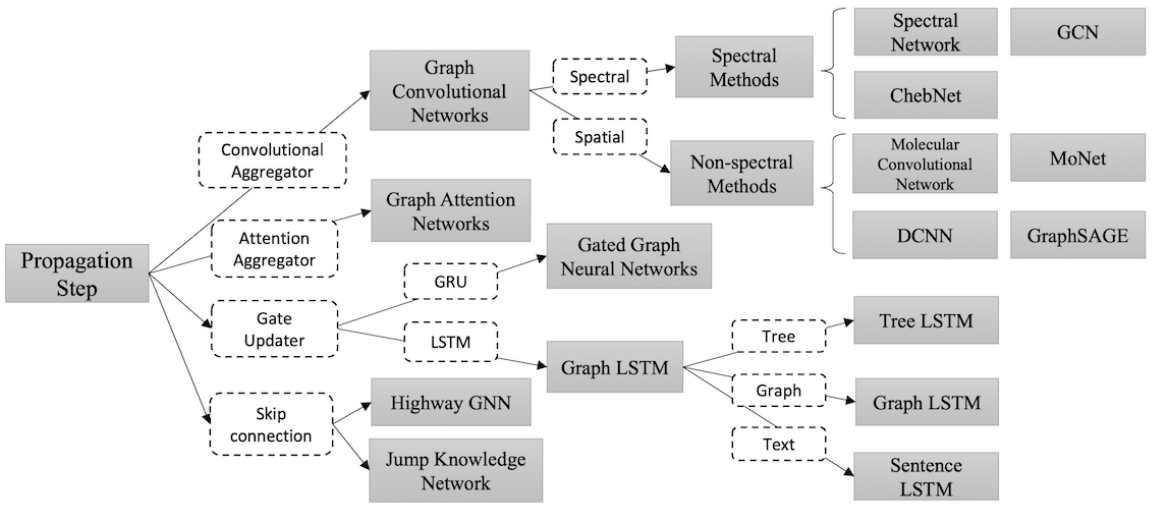 Propagation
Step
Convolutional
Aggregator
Attention
Aggregator
Gate
Updater
Skip
connection
Graph
Convolutional
Networks
Graph Attention
Networks
GRU
LSTM
Highway GNN
Jump Knowledge
Network
Spectral
Spatial
Gated Graph
Neural Networks
Graph LSTM
Spectral
Methods
Non-spectral
Methods
Tree
Graph
Text
Spectral
Network
GCN
ChebNet
Molecular
Convolutional
Network
MoNet
DCNN
GraphSAGE
Tree LSTM
Graph LSTM
Sentence
LSTM